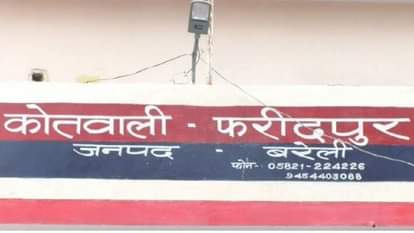 कोतवाली - फरीदपुर
जनपद - बरेली
फोन:- 05821-224226
9454403088